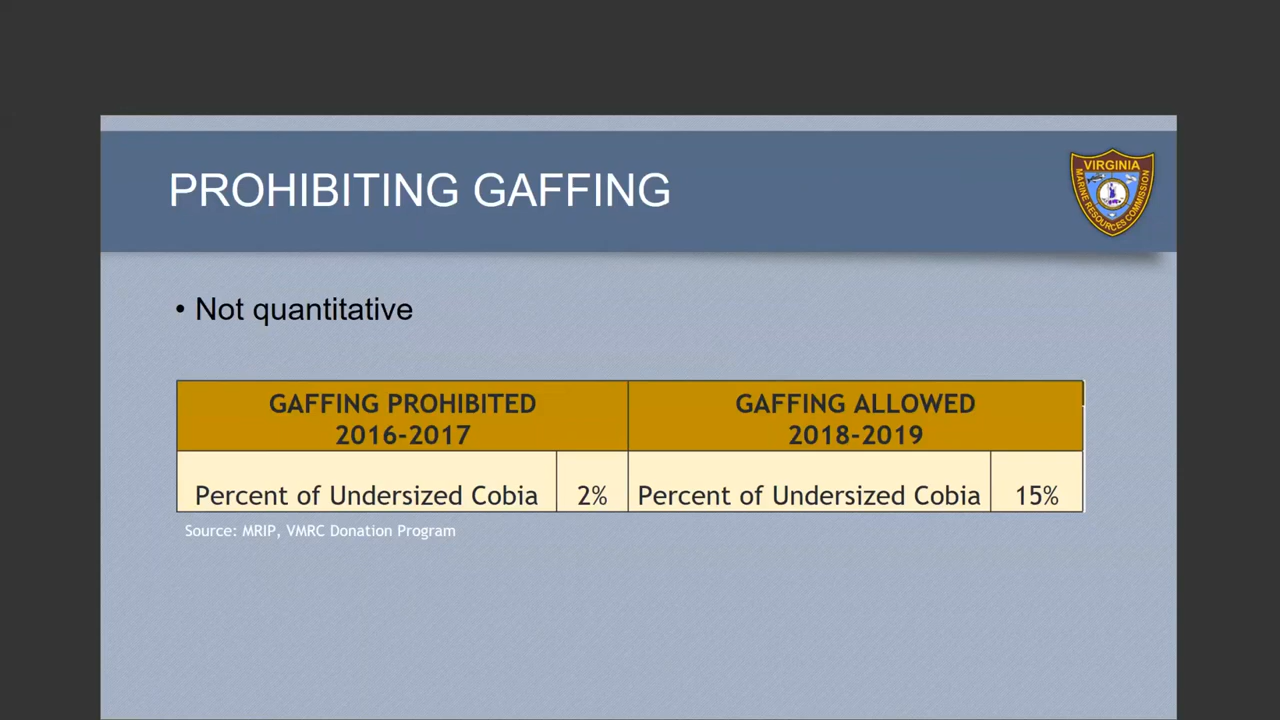 PROHIBITING GAFFING
VIRGINIA
MARINE RESOURCES COMMISSION
• Not quantitative
GAFFING PROHIBITED
2016-2017
GAFFING ALLOWED
2018-2019
Percent of Undersized Cobia 2% Percent of Undersized Cobia 15%
Source: MRIP, VMRC Donation Program